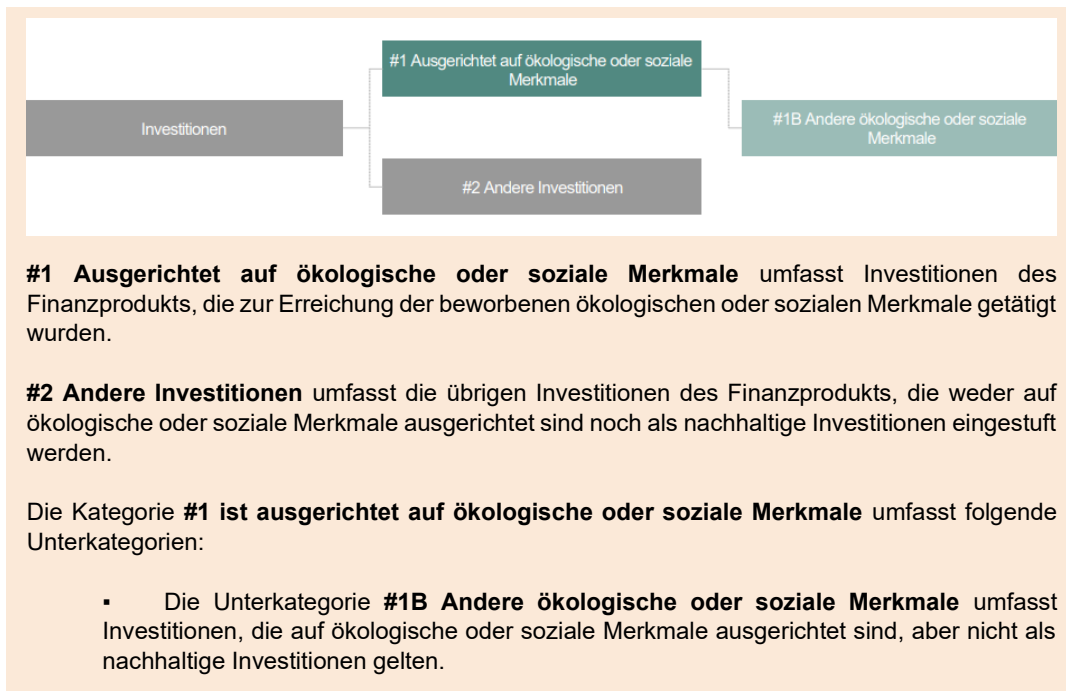 #1 Ausgerichtet auf ökologische oder soziale
Merkmale
Investitionen
#1B Andere ökologische oder soziale
Merkmale
#2 Andere Investitionen
#1 Ausgerichtet auf ökologische oder soziale Merkmale umfasst Investitionen des
Finanzprodukts, die zur Erreichung der beworbenen ökologischen oder sozialen Merkmale getätigt
wurden.
#2 Andere Investitionen umfasst die übrigen Investitionen des Finanzprodukts, die weder auf
ökologische oder soziale Merkmale ausgerichtet sind noch als nachhaltige Investitionen eingestuft
werden.
Die Kategorie #1 ist ausgerichtet auf ökologische oder soziale Merkmale umfasst folgende
Unterkategorien:
▪ Die Unterkategorie #1B Andere ökologische oder soziale Merkmale umfasst
Investitionen, die auf ökologische oder soziale Merkmale ausgerichtet sind, aber nicht als
nachhaltige Investitionen gelten.